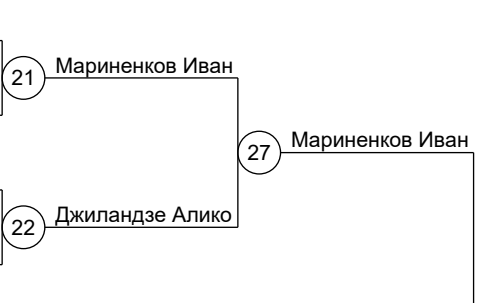 21 Мариненков Иван
27 Мариненков Иван
22 Джиландзе Алико